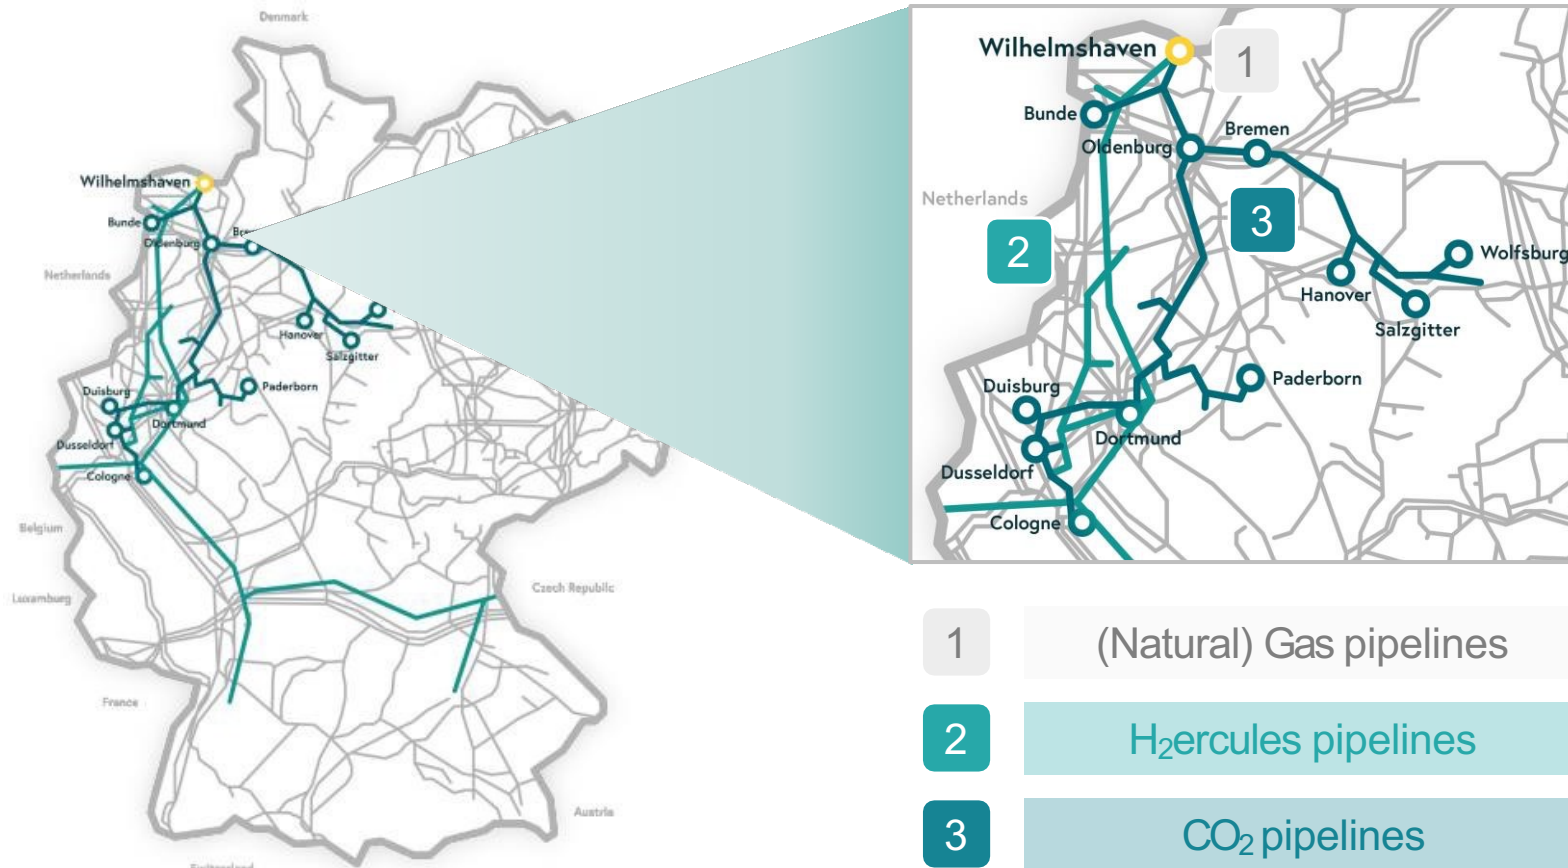 Denmark
Wilhelmshaven
Bunde
Oldenburg
Netherlands
Hanover
Salzgitter
Duisburg
Paderborn
Dortmund
Dusseldorf
Cologne
Belgium
Luxamburg
Czech Republic
France
Austria
Switzerland
Wilhelmshaven
1
Bunde
Bremen
Oldenburg
Netherlands
3
2
Wolfsburg
Hanover
Salzgitter
Duisburg
Paderborn
Dortmund
Dusseldorf
Cologne
1 (Natural) Gas pipelines
2 H₂ercules pipelines
3 CO₂ pipelines